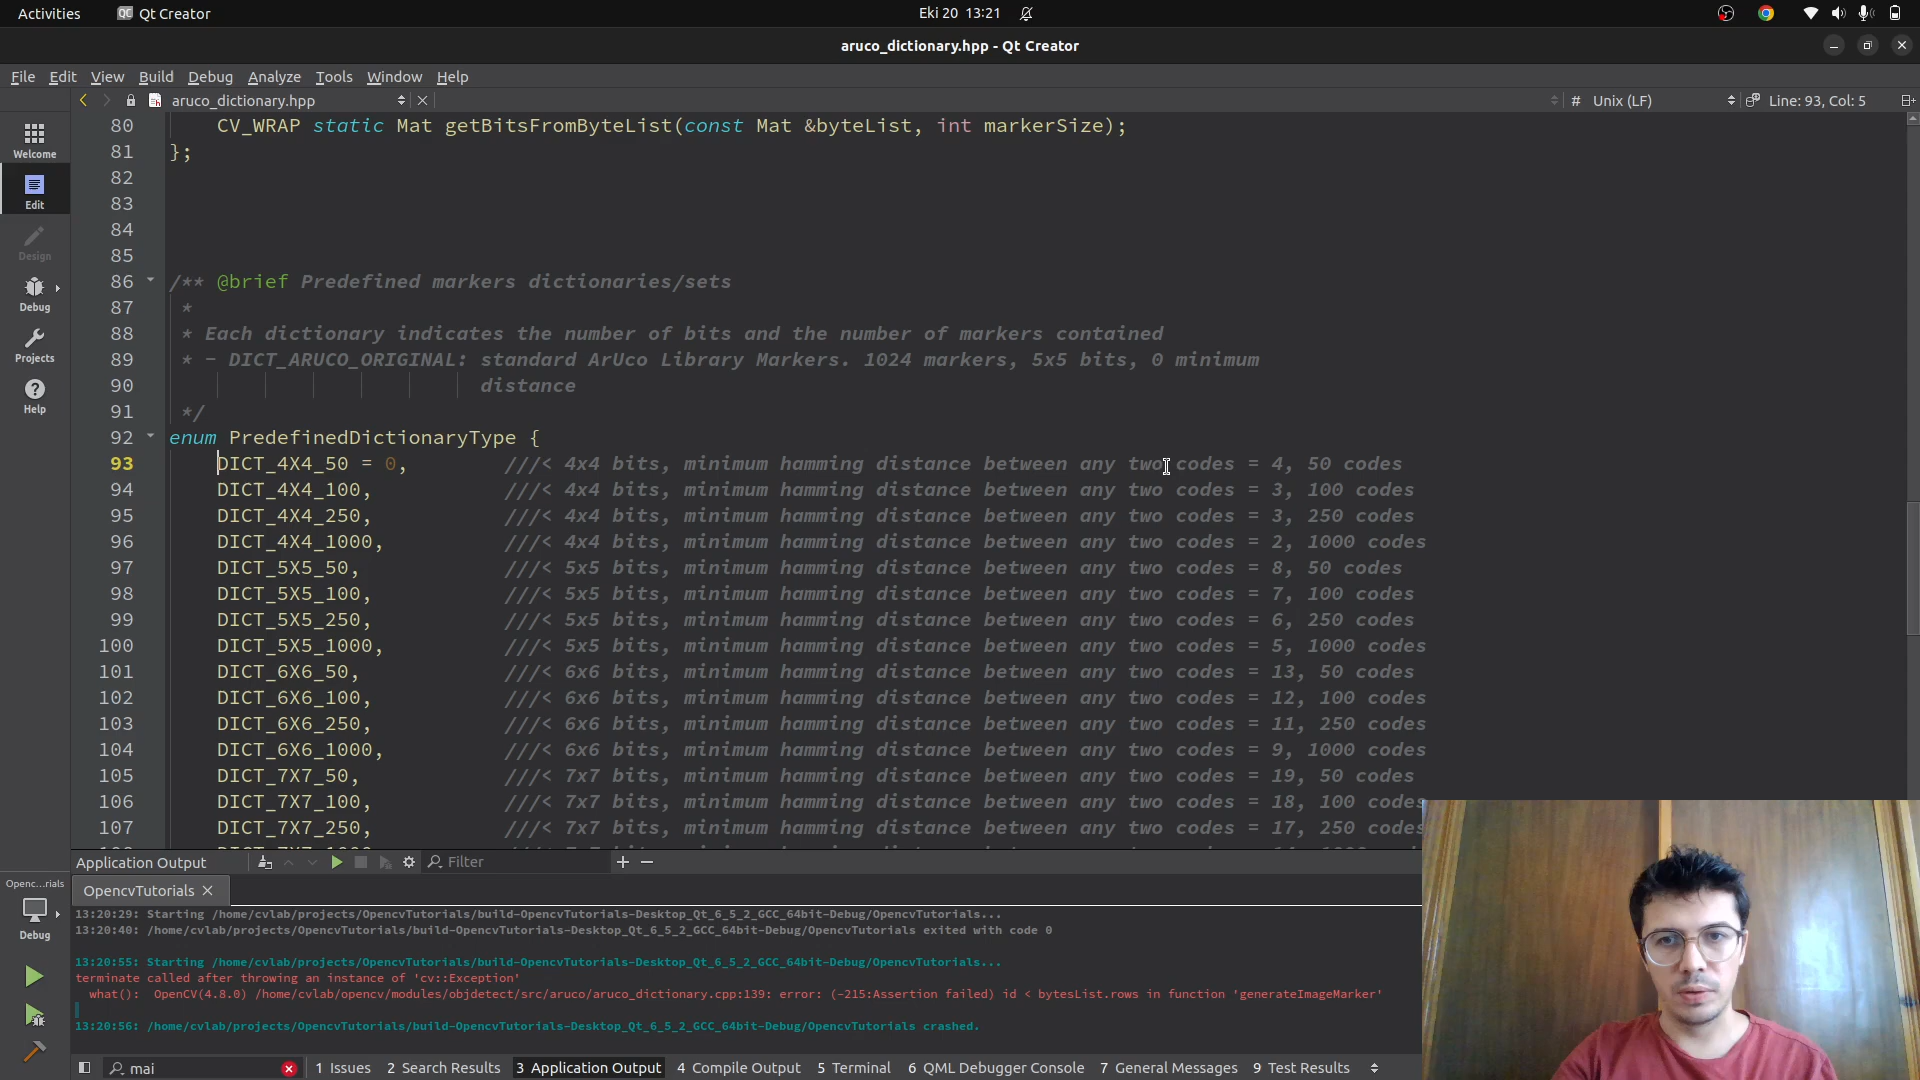 Activities Qt Creator Eki 20 13:21
aruco_dictionary.hpp - Qt Creator
File Edit View Build Debug Analyze Tools Window Help
aruco_dictionary.hpp # Unix (LF) Line: 93, Col: 5
80 CV_WRAP static Mat getBitsFromByteList(const Mat &byteList, int markerSize);
81 };
82
83
84
85
86 /** @brief Predefined markers dictionaries/sets
87 *
88 * Each dictionary indicates the number of bits and the number of markers contained
89 * - DICT_ARUCO_ORIGINAL: standard ArUco Library Markers. 1024 markers, 5x5 bits, 0 minimum
90 distance
91 */
92 enum PredefinedDictionaryType {
93 DICT_4X4_50 = 0, ///< 4x4 bits, minimum hamming distance between any two codes = 4, 50 codes
94 DICT_4X4_100, ///< 4x4 bits, minimum hamming distance between any two codes = 3, 100 codes
95 DICT_4X4_250, ///< 4x4 bits, minimum hamming distance between any two codes = 3, 250 codes
96 DICT_4X4_1000, ///< 4x4 bits, minimum hamming distance between any two codes = 2, 1000 codes
97 DICT_5X5_50, ///< 5x5 bits, minimum hamming distance between any two codes = 8, 50 codes
98 DICT_5X5_100, ///< 5x5 bits, minimum hamming distance between any two codes = 7, 100 codes
99 DICT_5X5_250, ///< 5x5 bits, minimum hamming distance between any two codes = 6, 250 codes
100 DICT_5X5_1000, ///< 5x5 bits, minimum hamming distance between any two codes = 5, 1000 codes
101 DICT_6X6_50, ///< 6x6 bits, minimum hamming distance between any two codes = 13, 50 codes
102 DICT_6X6_100, ///< 6x6 bits, minimum hamming distance between any two codes = 12, 100 codes
103 DICT_6X6_250, ///< 6x6 bits, minimum hamming distance between any two codes = 11, 250 codes
104 DICT_6X6_1000, ///< 6x6 bits, minimum hamming distance between any two codes = 9, 1000 codes
105 DICT_7X7_50, ///< 7x7 bits, minimum hamming distance between any two codes = 19, 50 codes
106 DICT_7X7_100, ///< 7x7 bits, minimum hamming distance between any two codes = 18, 100 codes
107 DICT_7X7_250, ///< 7x7 bits, minimum hamming distance between any two codes = 17, 250 codes
Welcome
Edit
Design
Debug
Projects
Help
Openc...rials
Debug
Application Output Filter
OpencvTutorials
13:20:29: Starting /home/cvlab/projects/OpencvTutorials/build-OpencvTutorials-Desktop_Qt_6_5_2_GCC_64bit-Debug/OpencvTutorials...
13:20:40: /home/cvlab/projects/OpencvTutorials/build-OpencvTutorials-Desktop_Qt_6_5_2_GCC_64bit-Debug/OpencvTutorials exited with code 0
13:20:55: Starting /home/cvlab/projects/OpencvTutorials/build-OpencvTutorials-Desktop_Qt_6_5_2_GCC_64bit-Debug/OpencvTutorials...
terminate called after throwing an instance of 'cv::Exception'
what(): OpenCV(4.8.0) /home/cvlab/opencv/modules/objdetect/src/aruco/aruco_dictionary.cpp:139: error: (-215:Assertion failed) id < bytesList.rows in function 'generateImageMarker'
13:20:56: /home/cvlab/projects/OpencvTutorials/build-OpencvTutorials-Desktop_Qt_6_5_2_GCC_64bit-Debug/OpencvTutorials crashed.
mai 1 Issues 2 Search Results 3 Application Output 4 Compile Output 5 Terminal 6 QML Debugger Console 7 General Messages 9 Test Results